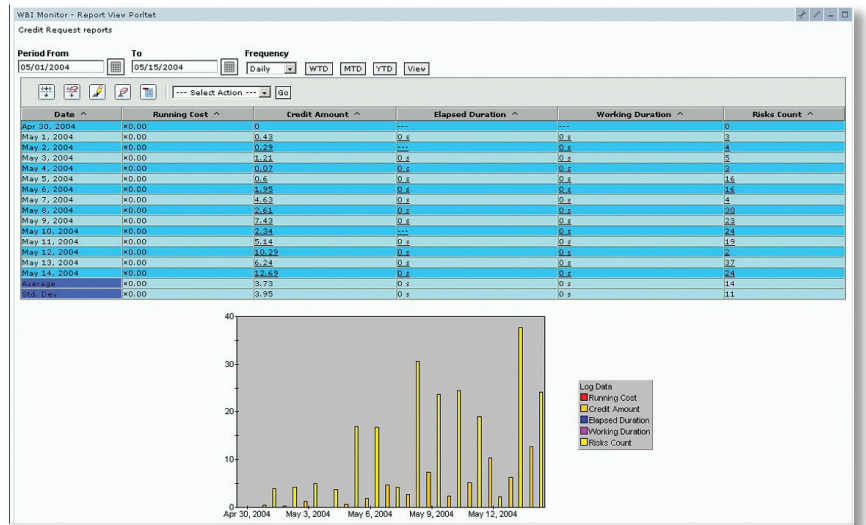 WBI Monitor - Report View Porltet
Credit Request reports
Period From To Frequency
05/01/2004 05/15/2004 Daily WTD MTD YTD View
--- Select Action --- Go
Date ^ Running Cost ^ Credit Amount ^ Elapsed Duration ^ Working Duration ^ Risks Count ^
Apr 30, 2004 ¤0.00 0 --- --- 0
May 1, 2004 ¤0.00 0.43 0 s 0 s 3
May 2, 2004 ¤0.00 0.29 --- 0 s 4
May 3, 2004 ¤0.00 1.21 0 s 0 s 5
May 4, 2004 ¤0.00 0.07 0 s 0 s 3
May 5, 2004 ¤0.00 0.6 0 s 0 s 16
May 6, 2004 ¤0.00 1.95 0 s 0 s 16
May 7, 2004 ¤0.00 4.63 0 s 0 s 4
May 8, 2004 ¤0.00 2.61 0 s 0 s 30
May 9, 2004 ¤0.00 7.43 0 s 0 s 23
May 10, 2004 ¤0.00 2.34 --- 0 s 24
May 11, 2004 ¤0.00 5.14 0 s 0 s 19
May 12, 2004 ¤0.00 10.29 0 s 0 s 2
May 13, 2004 ¤0.00 6.24 0 s 0 s 37
May 14, 2004 ¤0.00 12.69 0 s 0 s 24
Average ¤0.00 3.73 0 s 0 s 14
Std. Dev ¤0.00 3.95 0 s 0 s 11
40
30
20
10
0
Apr 30, 2004 May 3, 2004 May 6, 2004 May 9, 2004 May 12, 2004
Log Data
Running Cost
Credit Amount
Elapsed Duration
Working Duration
Risks Count